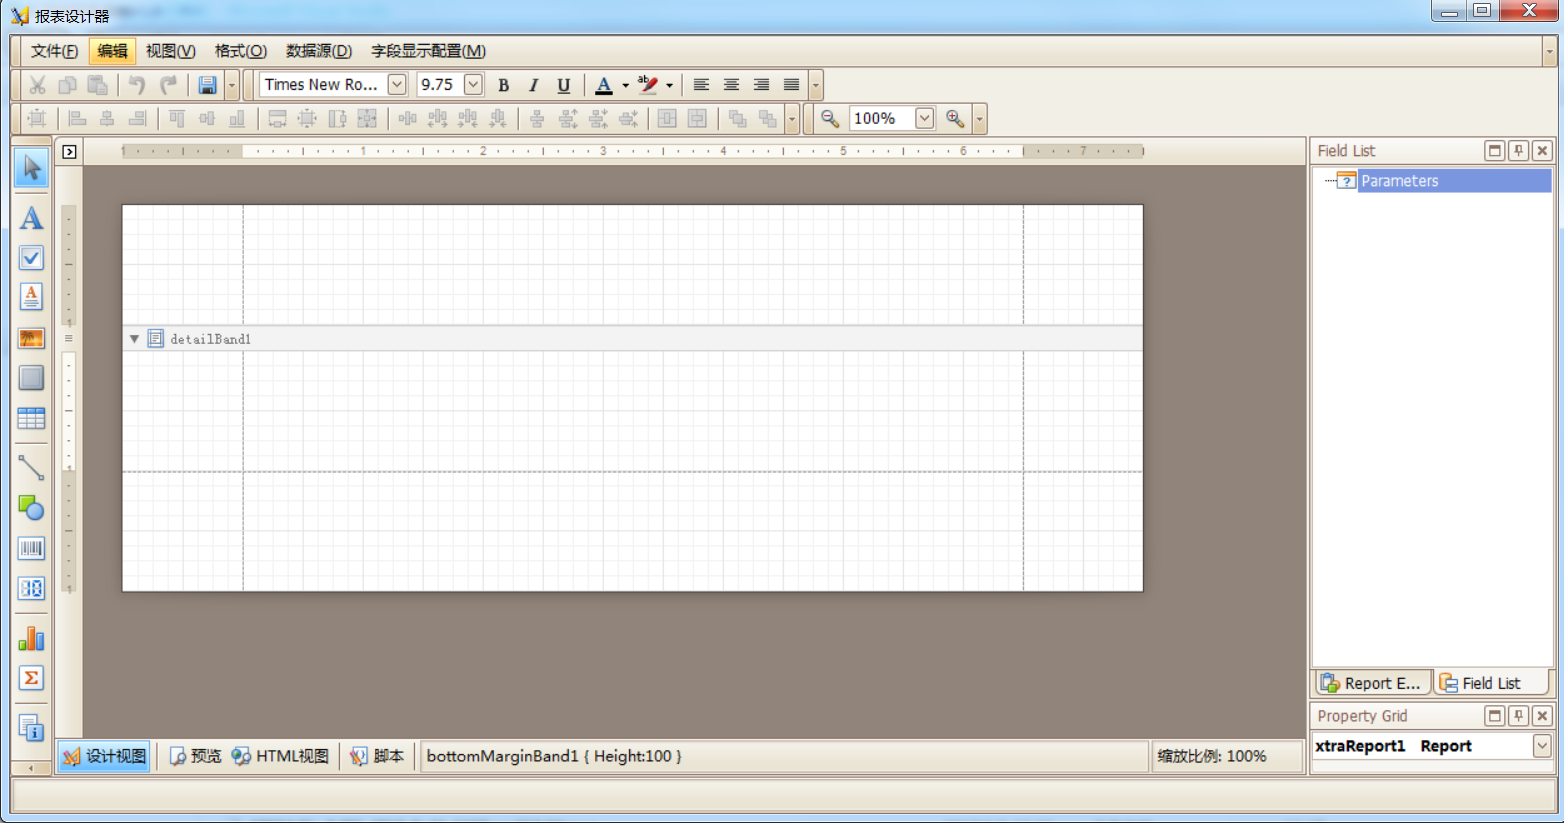 报表设计器
文件(F) 编辑 视图(V) 格式(O) 数据源(D) 字段显示配置(M)
Times New Ro... 9.75 B I U A ab
100%
1 1 2 3 4 5 6 7
Field List
Parameters
detailBand1
Report E... Field List
Property Grid
xtraReport1 Report
设计视图 预览 HTML视图 脚本 bottomMarginBand1 { Height:100 } 缩放比例: 100%